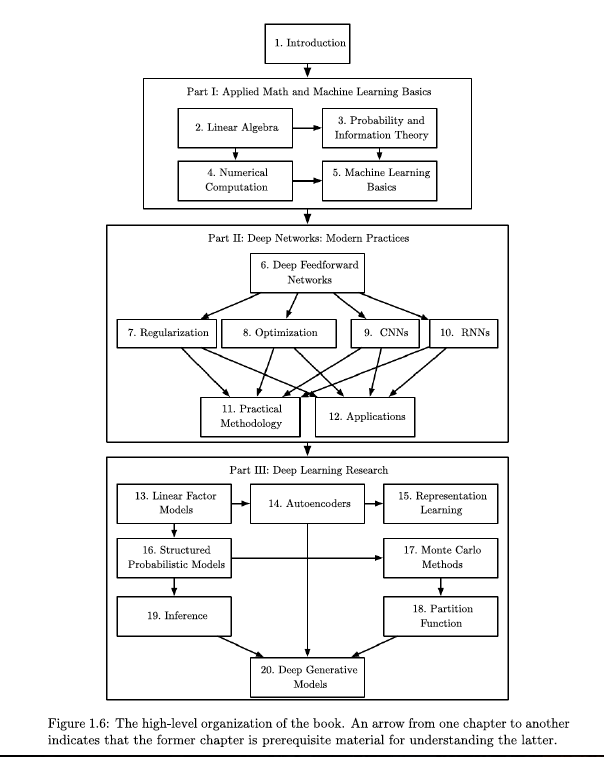 1. Introduction
Part I: Applied Math and Machine Learning Basics
2. Linear Algebra
3. Probability and
Information Theory
4. Numerical
Computation
5. Machine Learning
Basics
Part II: Deep Networks: Modern Practices
6. Deep Feedforward
Networks
7. Regularization
8. Optimization
9. CNNs
10. RNNs
11. Practical
Methodology
12. Applications
Part III: Deep Learning Research
13. Linear Factor
Models
14. Autoencoders
15. Representation
Learning
16. Structured
Probabilistic Models
17. Monte Carlo
Methods
19. Inference
18. Partition
Function
20. Deep Generative
Models
Figure 1.6: The high-level organization of the book. An arrow from one chapter to another
indicates that the former chapter is prerequisite material for understanding the latter.